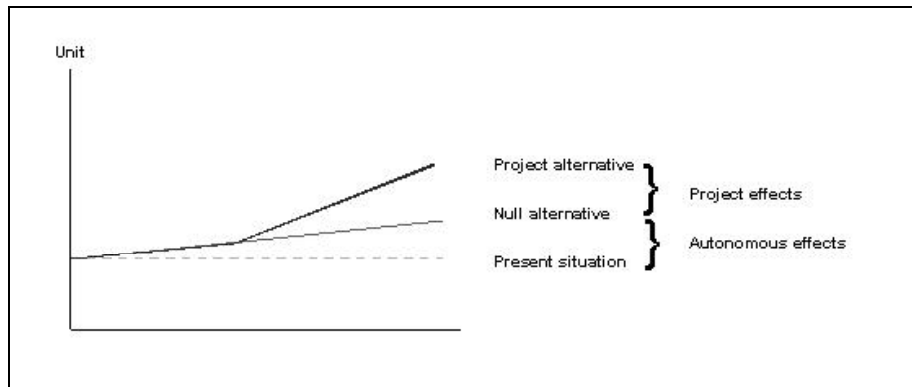 Unit
Project alternative
Project effects
Null alternative
Autonomous effects
Present situation